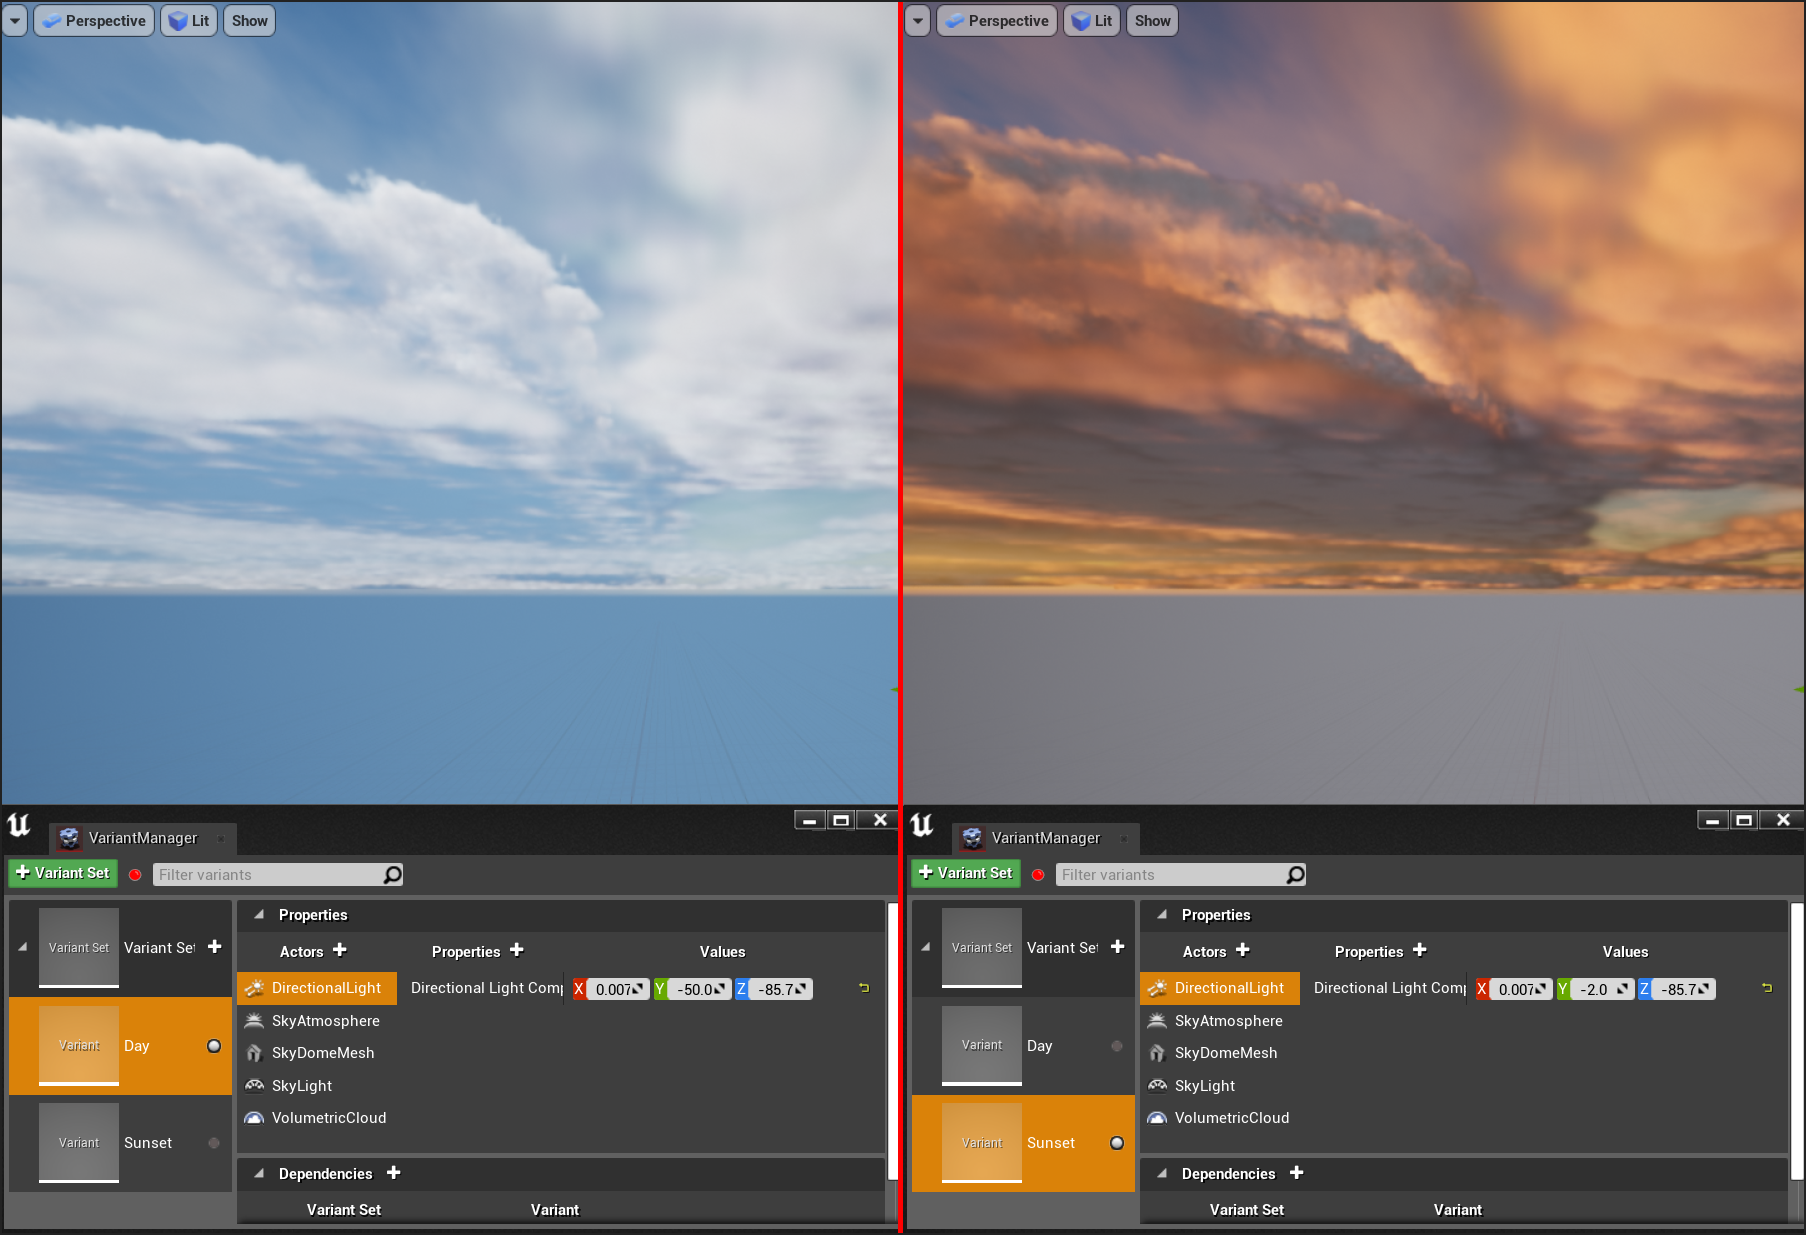 Perspective Lit Show
VariantManager
Variant Set Filter variants
Properties
Variant Set Variant Set
Actors Properties Values
DirectionalLight Directional Light Comp X 0.007 Y -50.0 Z -85.7
SkyAtmosphere
Variant Day
SkyDomeMesh
SkyLight
VolumetricCloud
Variant Sunset
Dependencies
Variant Set Variant
Perspective Lit Show
VariantManager
Variant Set Filter variants
Properties
Variant Set Variant Set
Actors Properties Values
DirectionalLight Directional Light Comp X 0.007 Y -2.0 Z -85.7
SkyAtmosphere
Variant Day
SkyDomeMesh
SkyLight
VolumetricCloud
Variant Sunset
Dependencies
Variant Set Variant